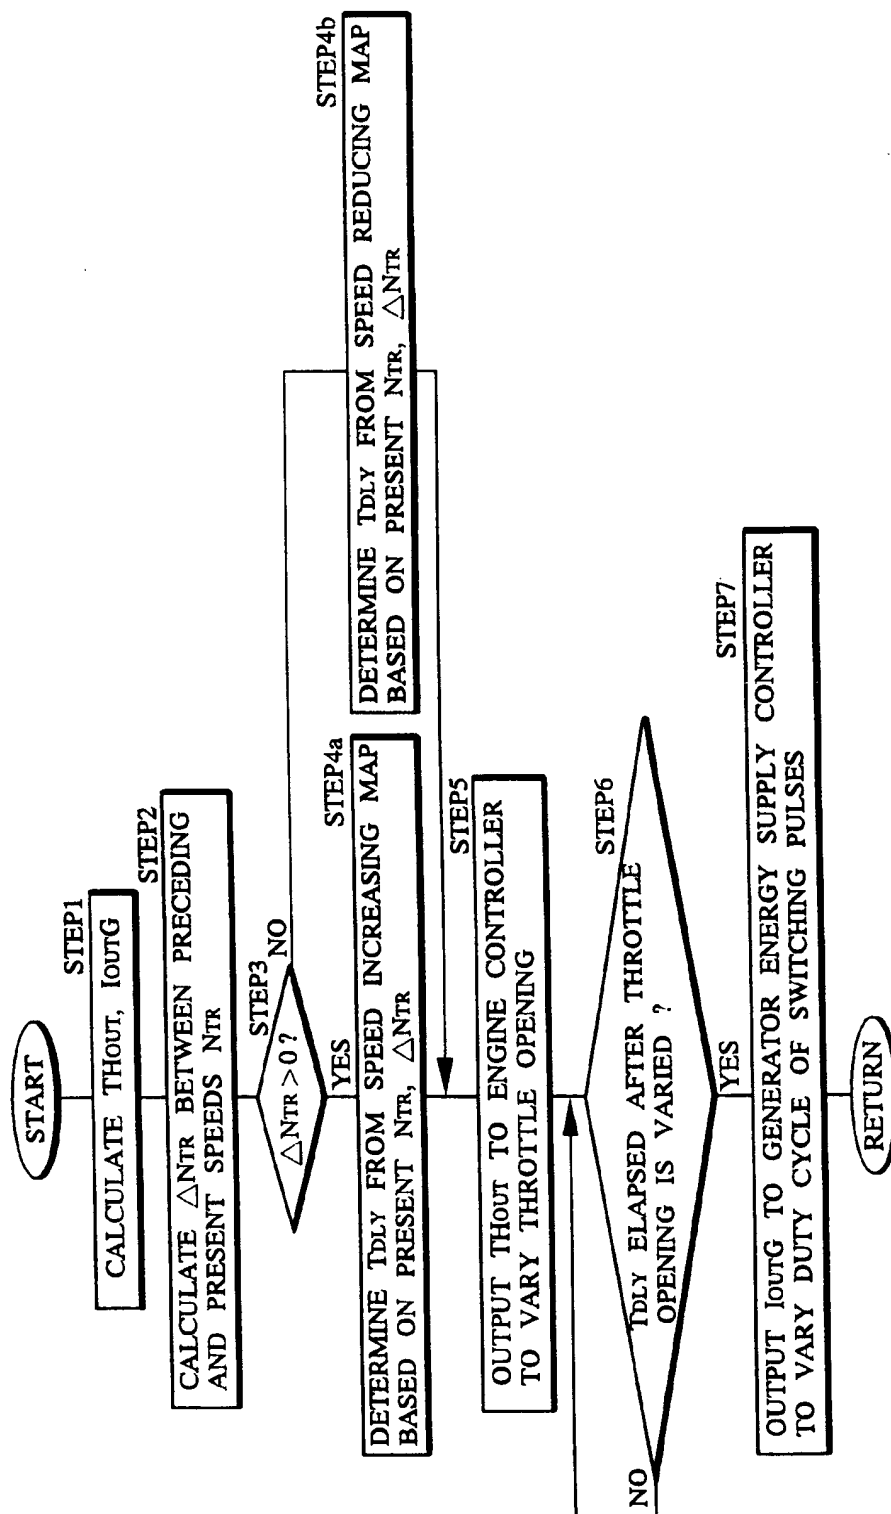 START
STEP1
CALCULATE THOUT, IOUTG
STEP2
CALCULATE △NTR BETWEEN PRECEDING
AND PRESENT SPEEDS NTR
STEP3
△NTR > 0 ?
NO
YES
STEP4a
DETERMINE TDLY FROM SPEED INCREASING MAP
BASED ON PRESENT NTR, △NTR
STEP4b
DETERMINE TDLY FROM SPEED REDUCING MAP
BASED ON PRESENT NTR, △NTR
STEP5
OUTPUT THOUT TO ENGINE CONTROLLER
TO VARY THROTTLE OPENING
STEP6
TDLY ELAPSED AFTER THROTTLE
OPENING IS VARIED ?
NO
YES
STEP7
OUTPUT IOUTG TO GENERATOR ENERGY SUPPLY CONTROLLER
TO VARY DUTY CYCLE OF SWITCHING PULSES
RETURN